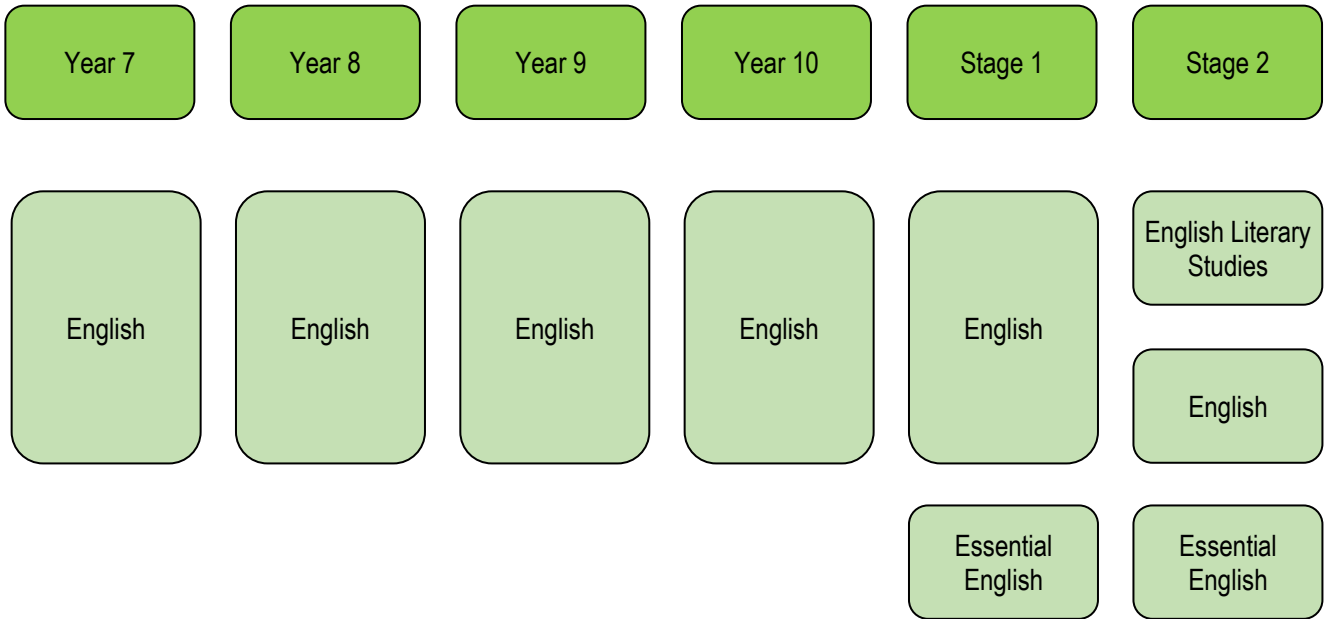 Year 7
Year 8
Year 9
Year 10
Stage 1
Stage 2
English
English
English
English
English
English Literary
Studies
English
Essential
English
Essential
English